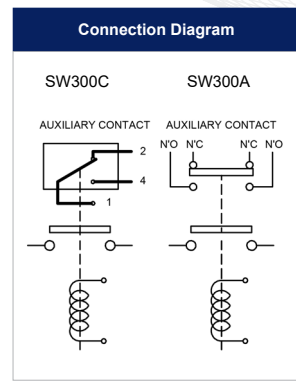 Connection Diagram
SW300C SW300A
AUXILIARY CONTACT AUXILIARY CONTACT
N'O N'C N'C N'O
2
4
1